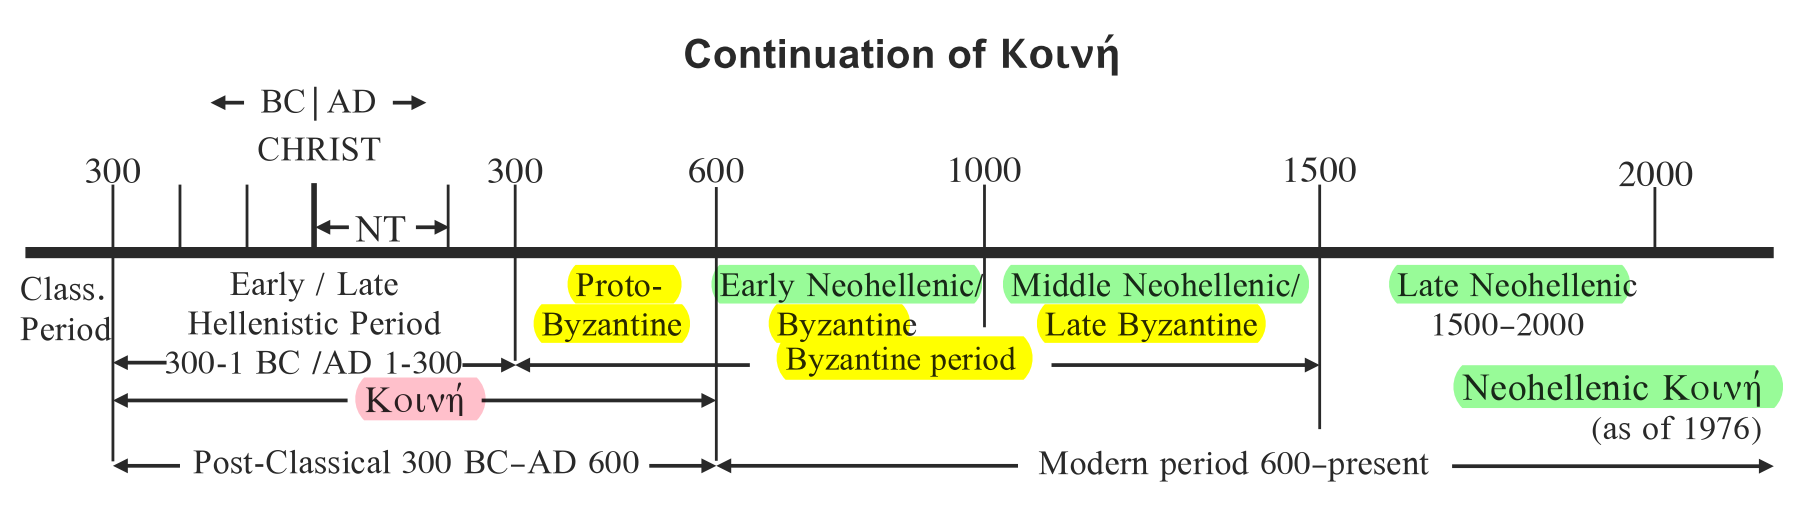 Continuation of Κοινή
BC | AD
CHRIST
300 300 600 1000 1500 2000
NT
Class. Period
Early / Late
Hellenistic Period
300-1 BC /AD 1-300
Proto-
Byzantine
Early Neohellenic/
Byzantine
Middle Neohellenic/
Late Byzantine
Byzantine period
Late Neohellenic
1500–2000
Κοινή
Neohellenic Κοινή
(as of 1976)
Post-Classical 300 BC–AD 600
Modern period 600–present